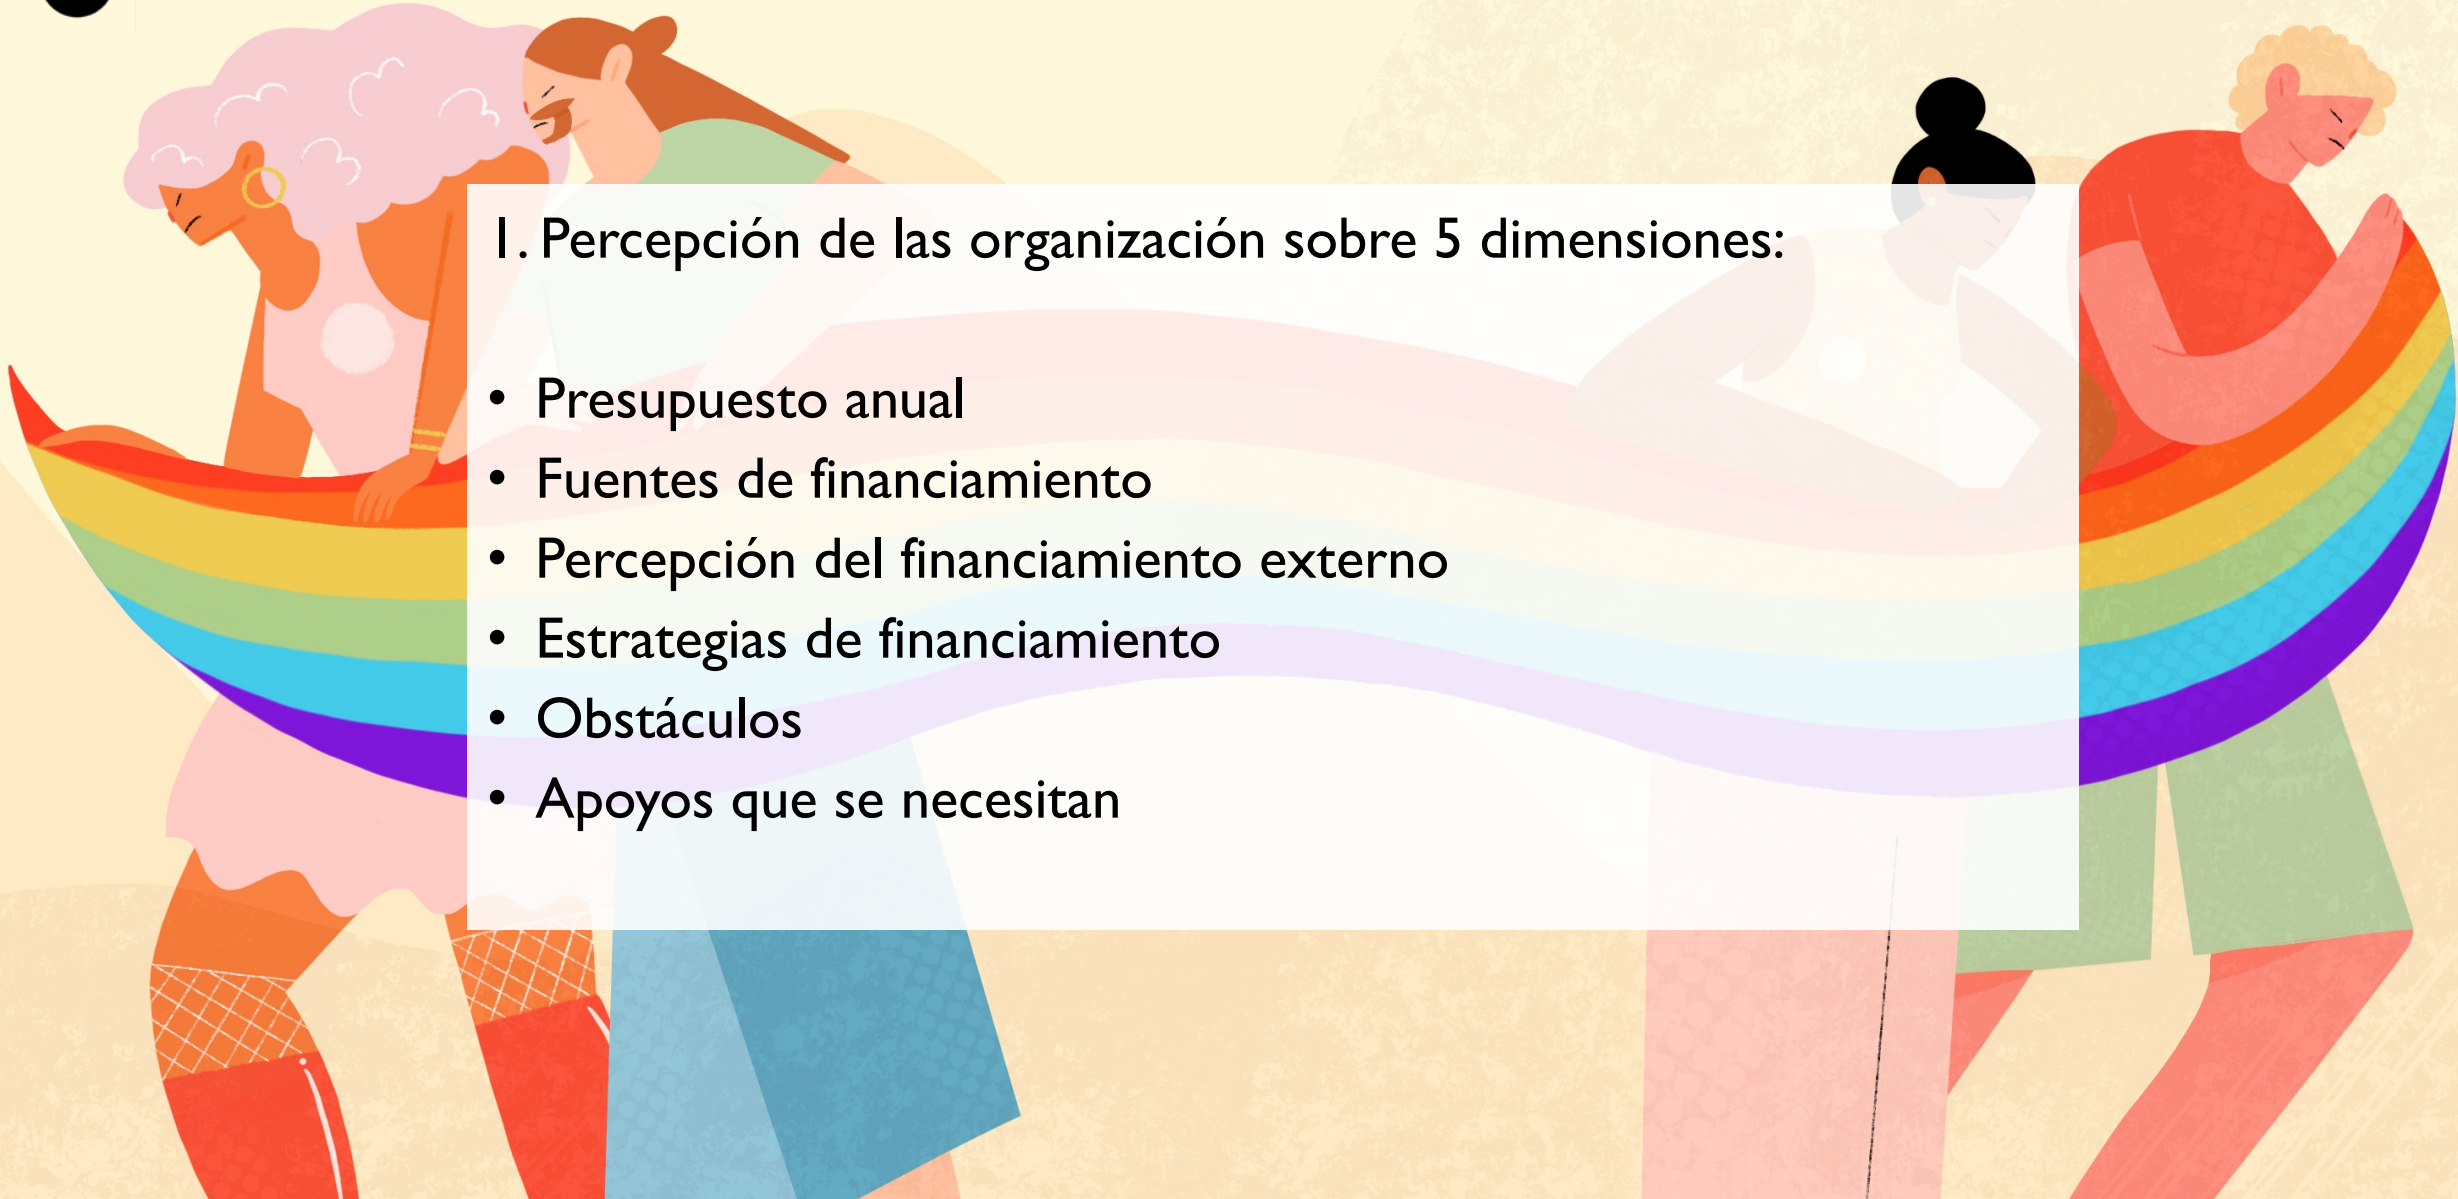 1. Percepción de las organización sobre 5 dimensiones:
• Presupuesto anual
• Fuentes de financiamiento
• Percepción del financiamiento externo
• Estrategias de financiamiento
• Obstáculos
• Apoyos que se necesitan